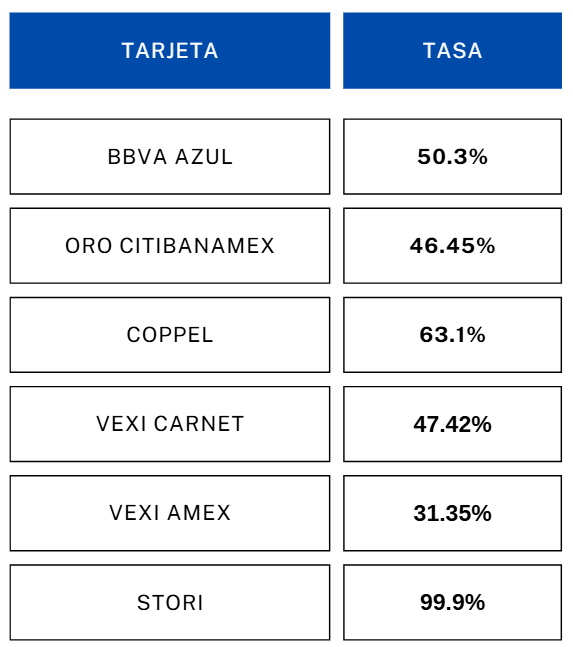 TARJETA TASA
BBVA AZUL 50.3%
ORO CITIBANAMEX 46.45%
COPPEL 63.1%
VEXI CARNET 47.42%
VEXI AMEX 31.35%
STORI 99.9%